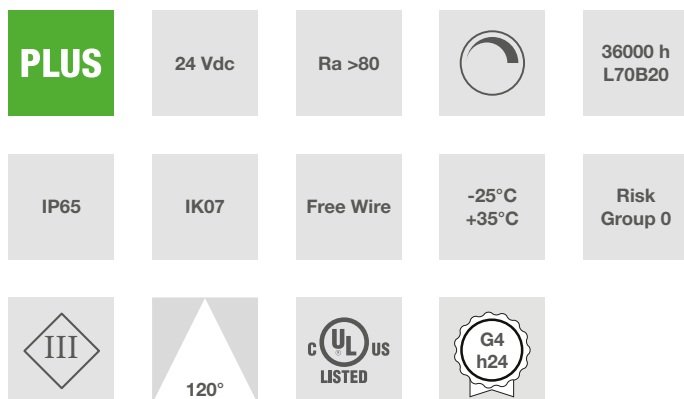 PLUS
24 Vdc
Ra >80
36000 h
L70B20
IP65
IK07
Free Wire
-25°C
+35°C
Risk
Group 0
III
120°
C UL® US
LISTED
G4
h24